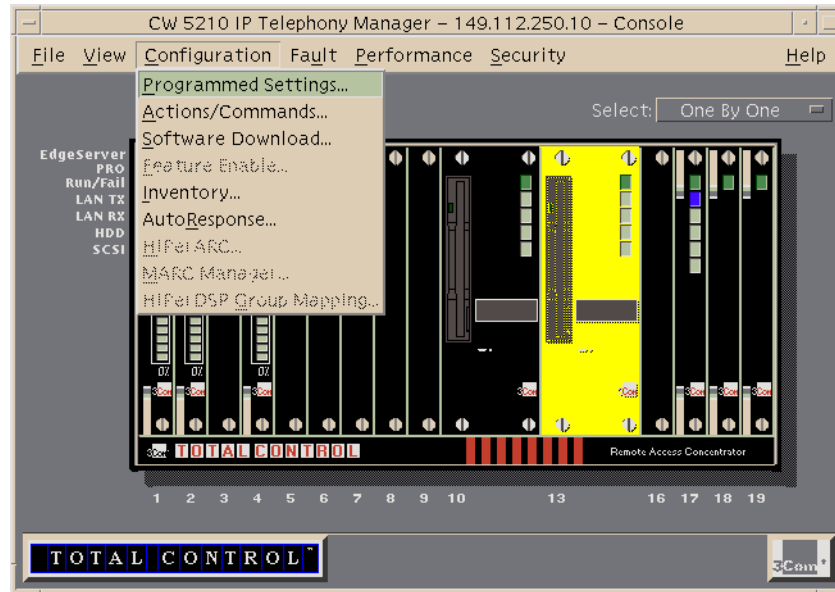 CW 5210 IP Telephony Manager – 149.112.250.10 – Console
File View Configuration Fault Performance Security Help
Programmed Settings...
Actions/Commands...
Software Download...
Feature Enable...
Inventory...
AutoResponse...
HiPer ARC...
MARC Manager...
HiPer DSP Group Mapping...
Select: One By One
EdgeServer
PRO
Run/Fail
LAN TX
LAN RX
HDD
SCSI
0% 0% 0%
3Com 3Com 3Com 3Com 3Com 3Com 3Com
3Com TOTAL CONTROL Remote Access Concentrator
1 2 3 4 5 6 7 8 9 10 13 16 17 18 19
TOTAL CONTROL™
3Com